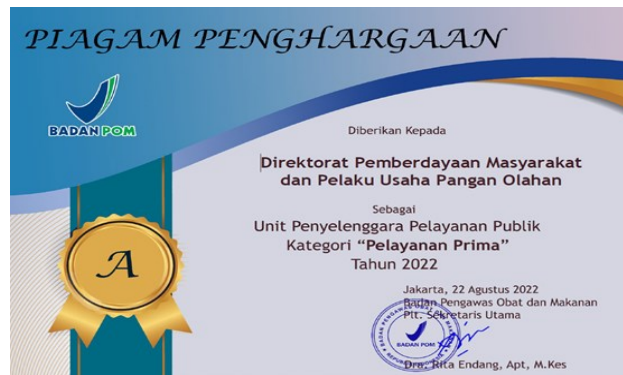 PIAGAM PENGHARGAAN
BADAN POM
Diberikan Kepada
Direktorat Pemberdayaan Masyarakat
dan Pelaku Usaha Pangan Olahan
Sebagai
Unit Penyelenggara Pelayanan Publik
Kategori “Pelayanan Prima”
Tahun 2022
A
Jakarta, 22 Agustus 2022
Badan Pengawas Obat dan Makanan
Plt. Sekretaris Utama
BADAN POM
Dra. Rita Endang, Apt, M.Kes